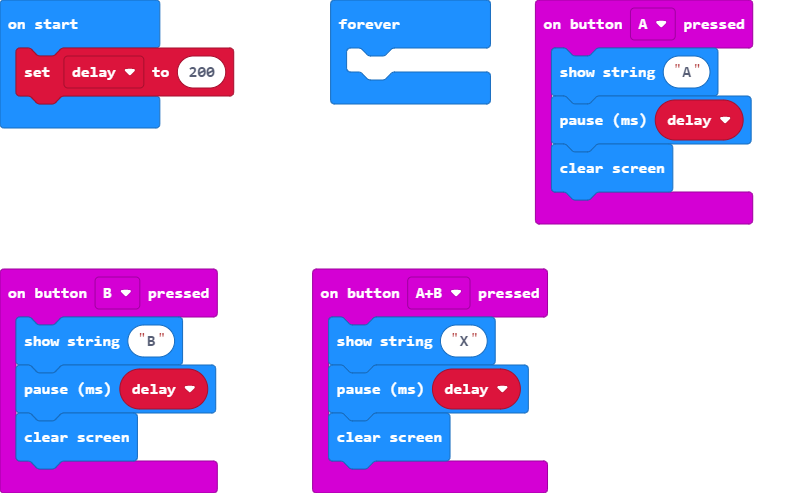 on start
set delay to 200
forever
on button A pressed
show string "A"
pause (ms) delay
clear screen
on button B pressed
show string "B"
pause (ms) delay
clear screen
on button A+B pressed
show string "X"
pause (ms) delay
clear screen